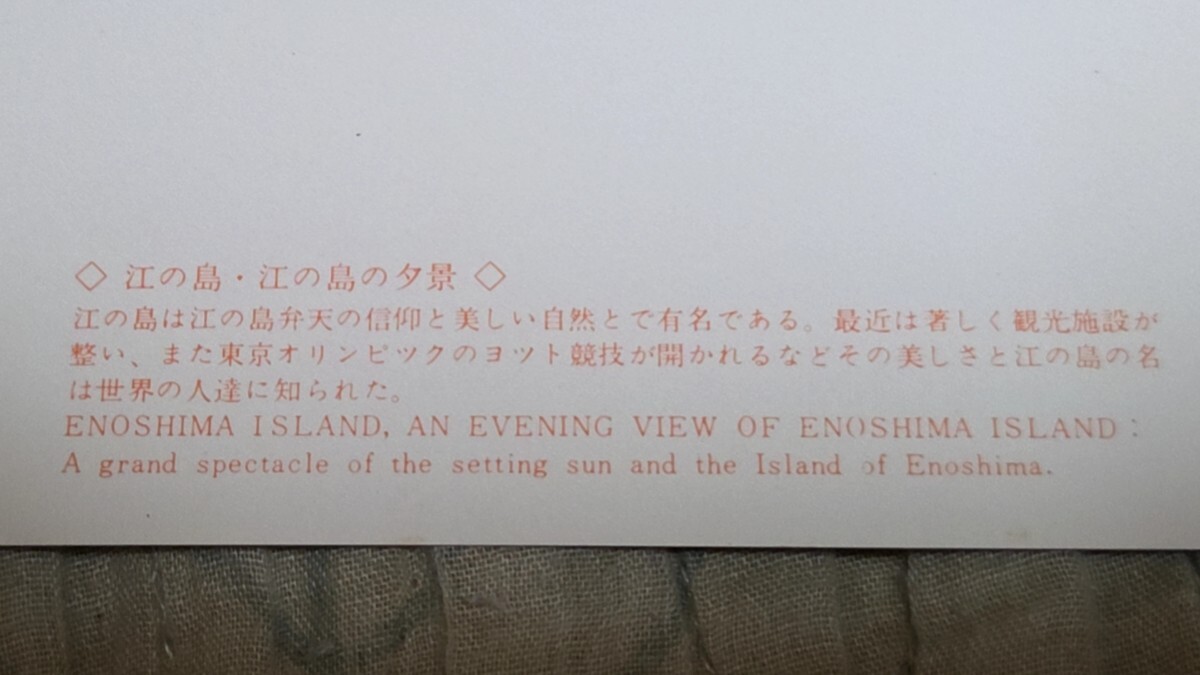 ◇ 江の島・江の島の夕景 ◇
江の島は江の島弁天の信仰と美しい自然とで有名である。最近は著しく観光施設が
整い、また東京オリンピツクのヨツト競技が開かれるなどその美しさと江の島の名
は世界の人達に知られた。
ENOSHIMA ISLAND, AN EVENING VIEW OF ENOSHIMA ISLAND :
A grand spectacle of the setting sun and the Island of Enoshima.